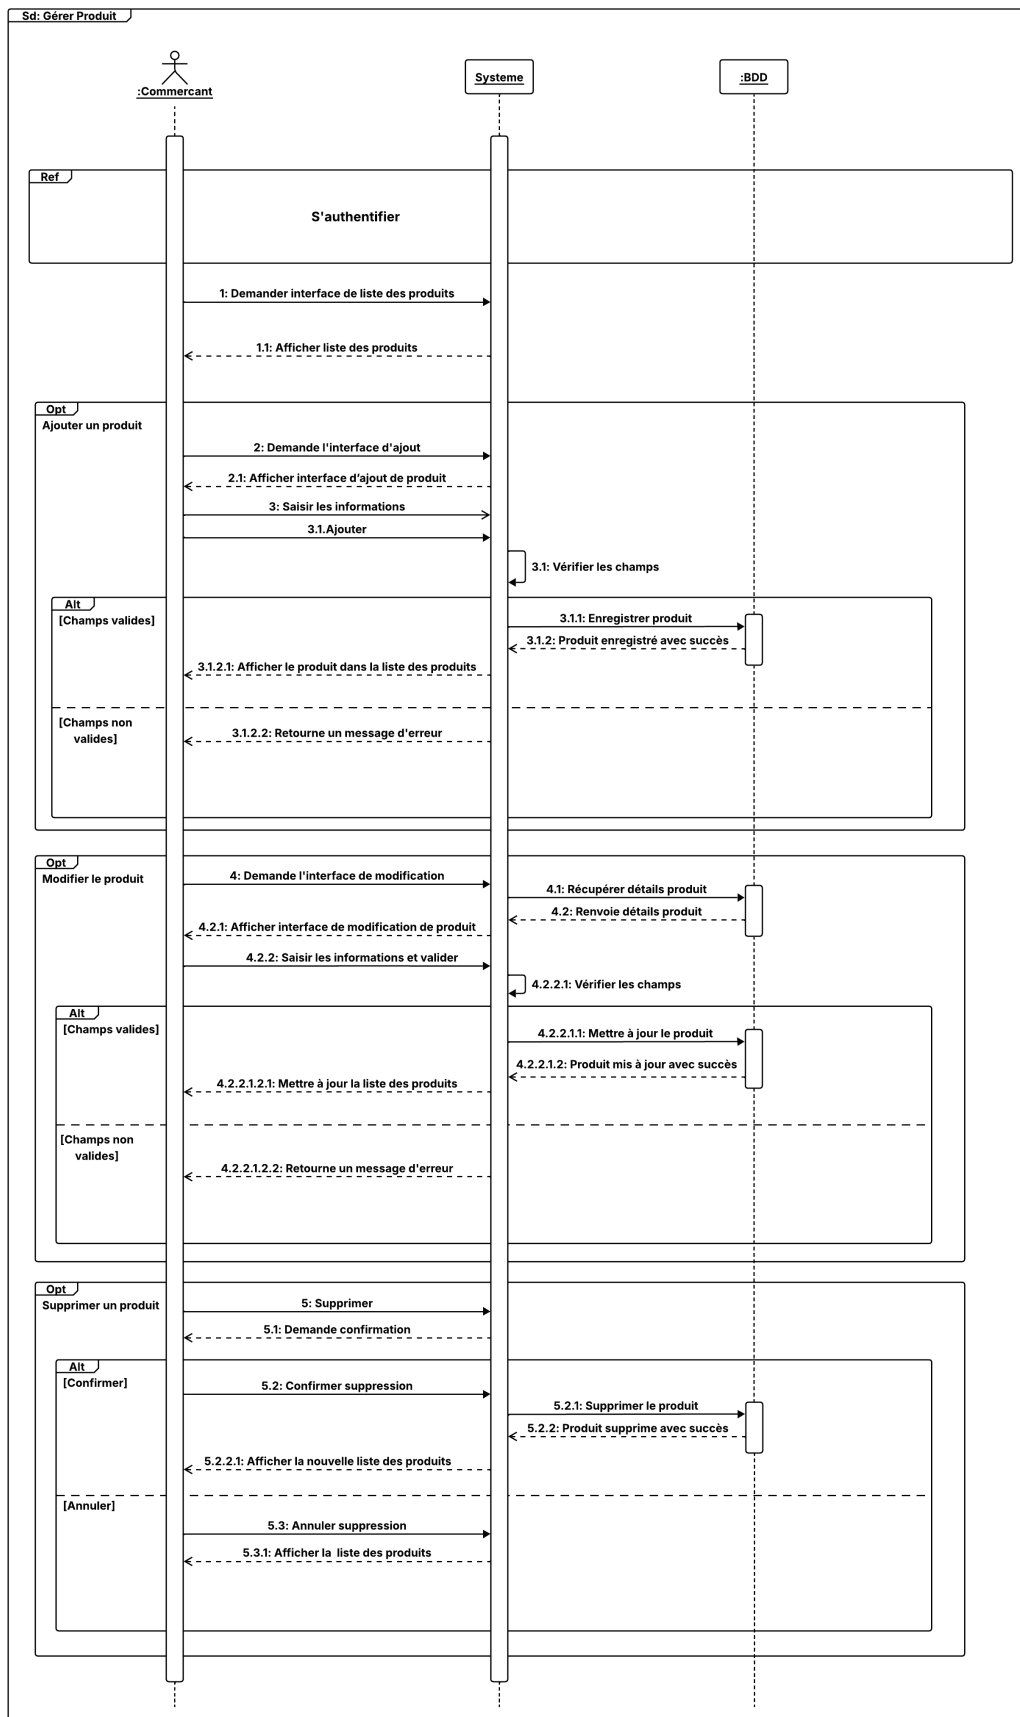 Sd: Gérer Produit
:Commercant
Systeme
:BDD
Ref
S'authentifier
1: Demander interface de liste des produits
1.1: Afficher liste des produits
Opt
Ajouter un produit
2: Demande l'interface d'ajout
2.1: Afficher interface d’ajout de produit
3: Saisir les informations
3.1.Ajouter
3.1: Vérifier les champs
Alt
[Champs valides]
3.1.1: Enregistrer produit
3.1.2: Produit enregistré avec succès
3.1.2.1: Afficher le produit dans la liste des produits
[Champs non
valides]
3.1.2.2: Retourne un message d'erreur
Opt
Modifier le produit
4: Demande l'interface de modification
4.1: Récupérer détails produit
4.2: Renvoie détails produit
4.2.1: Afficher interface de modification de produit
4.2.2: Saisir les informations et valider
4.2.2.1: Vérifier les champs
Alt
[Champs valides]
4.2.2.1.1: Mettre à jour le produit
4.2.2.1.2: Produit mis à jour avec succès
4.2.2.1.2.1: Mettre à jour la liste des produits
[Champs non
valides]
4.2.2.1.2.2: Retourne un message d'erreur
Opt
Supprimer un produit
5: Supprimer
5.1: Demande confirmation
Alt
[Confirmer]
5.2: Confirmer suppression
5.2.1: Supprimer le produit
5.2.2: Produit supprime avec succès
5.2.2.1: Afficher la nouvelle liste des produits
[Annuler]
5.3: Annuler suppression
5.3.1: Afficher la  liste des produits